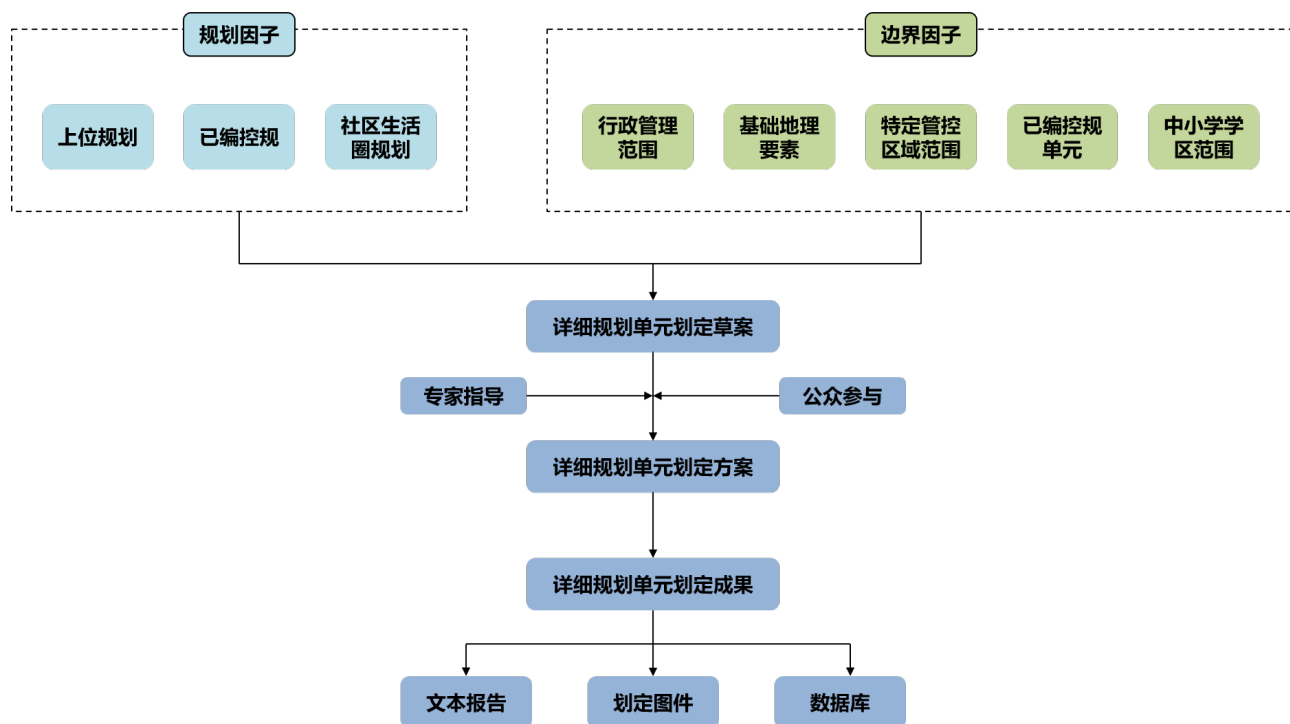 规划因子
边界因子
上位规划
已编控规
社区生活
圈规划
行政管理
范围
基础地理
要素
特定管控
区域范围
已编控规
单元
中小学学
区范围
详细规划单元划定草案
专家指导
公众参与
详细规划单元划定方案
详细规划单元划定成果
文本报告
划定图件
数据库